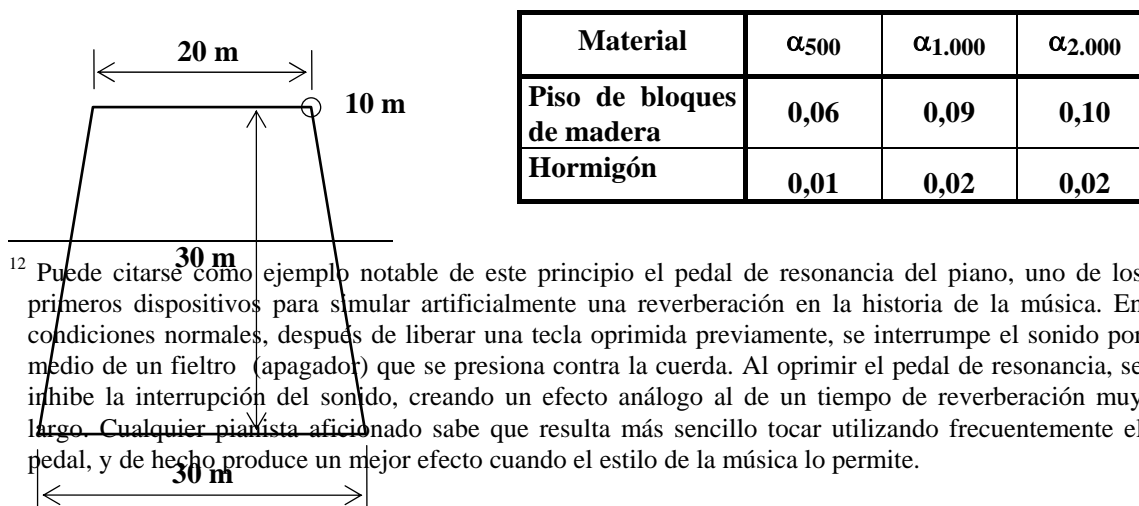 20 m
10 m
30 m
30 m
Material α500 α1.000 α2.000
Piso de bloques
de madera 0,06 0,09 0,10
Hormigón 0,01 0,02 0,02
12 Puede citarse como ejemplo notable de este principio el pedal de resonancia del piano, uno de los
primeros dispositivos para simular artificialmente una reverberación en la historia de la música. En
condiciones normales, después de liberar una tecla oprimida previamente, se interrumpe el sonido por
medio de un fieltro (apagador) que se presiona contra la cuerda. Al oprimir el pedal de resonancia, se
inhibe la interrupción del sonido, creando un efecto análogo al de un tiempo de reverberación muy
largo. Cualquier pianista aficionado sabe que resulta más sencillo tocar utilizando frecuentemente el
pedal, y de hecho produce un mejor efecto cuando el estilo de la música lo permite.